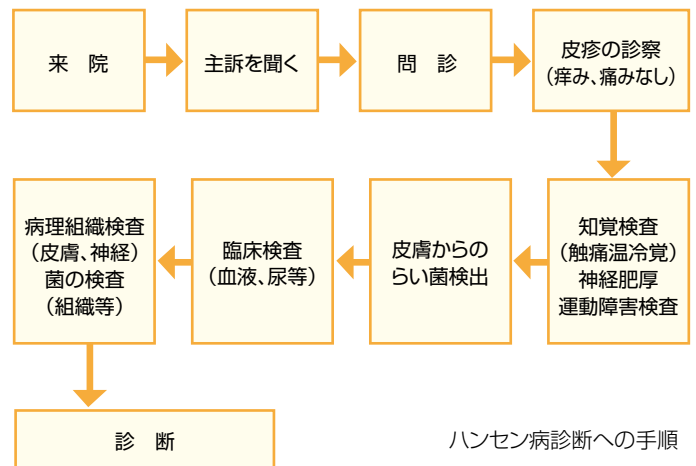 来　院
主訴を聞く
問　診
皮疹の診察
（痒み、痛みなし）
知覚検査
（触痛温冷覚）
神経肥厚
運動障害検査
皮膚からの
らい菌検出
臨床検査
（血液、尿等）
病理組織検査
（皮膚、神経）
菌の検査
（組織等）
診　断
ハンセン病診断への手順